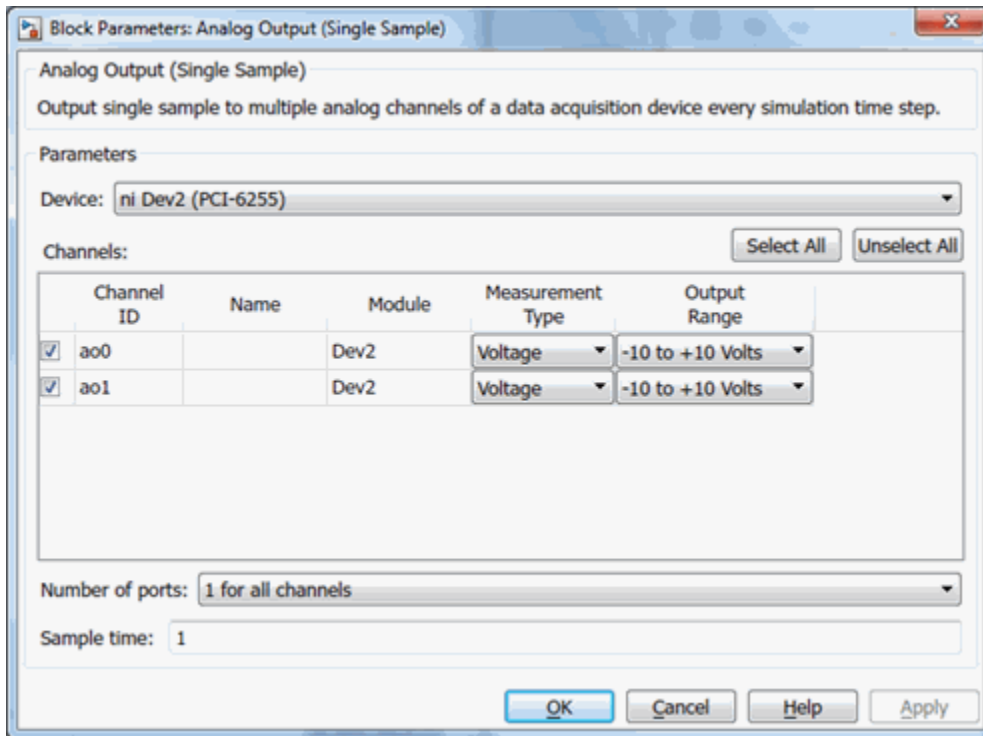 Block Parameters: Analog Output (Single Sample)
Analog Output (Single Sample)
Output single sample to multiple analog channels of a data acquisition device every simulation time step.
Parameters
Device: ni Dev2 (PCI-6255)
Channels: Select All Unselect All
Channel ID Name Module Measurement Type Output Range
ao0 Dev2 Voltage -10 to +10 Volts
ao1 Dev2 Voltage -10 to +10 Volts
Number of ports: 1 for all channels
Sample time: 1
OK Cancel Help Apply